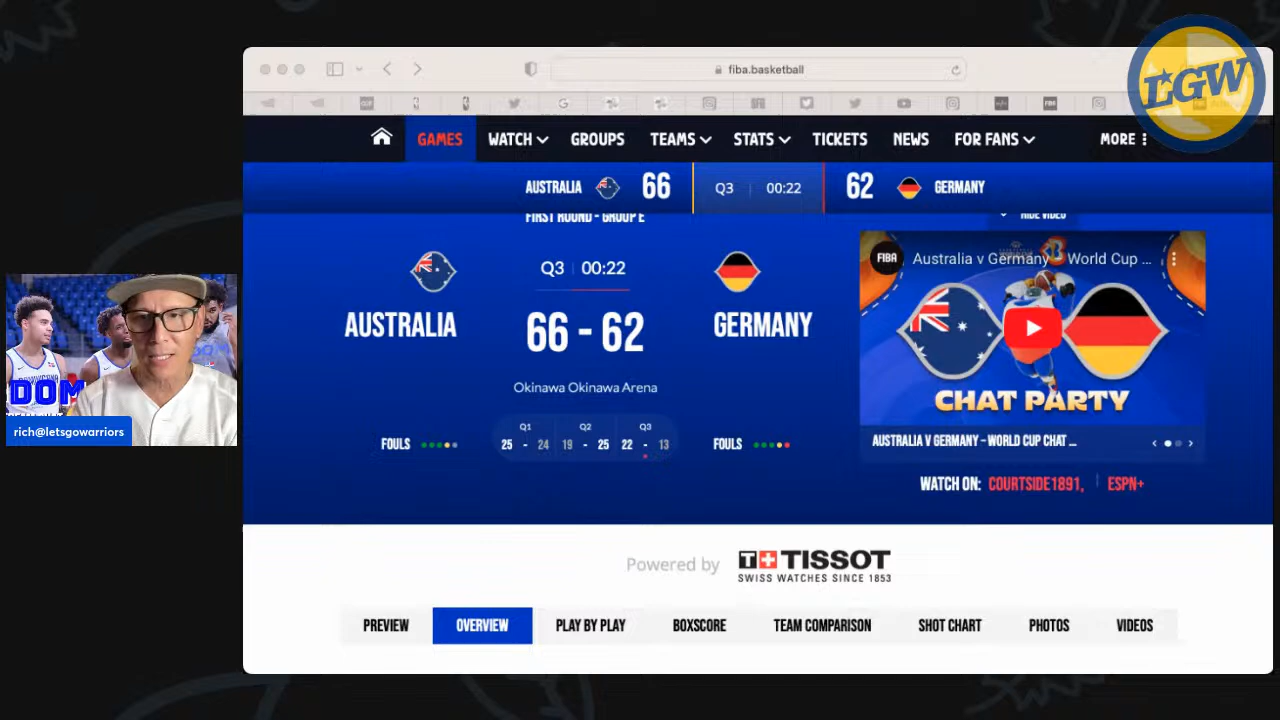 LGW
fiba.basketball
GAMES WATCH GROUPS TEAMS STATS TICKETS NEWS FOR FANS MORE
AUSTRALIA 66 Q3 00:22 62 GERMANY
FIRST ROUND - GROUP E
HIDE VIDEO
Q3 00:22
AUSTRALIA 66 - 62 GERMANY
Okinawa Okinawa Arena
Q1 Q2 Q3
FOULS 25 - 24 19 - 25 22 - 13 FOULS
FIBA Australia v Germany World Cup ...
CHAT PARTY
AUSTRALIA V GERMANY - WORLD CUP CHAT ...
WATCH ON: COURTSIDE1891, ESPN+
DOM
rich@letsgowarriors
Powered by T+ TISSOT
SWISS WATCHES SINCE 1853
PREVIEW OVERVIEW PLAY BY PLAY BOXSCORE TEAM COMPARISON SHOT CHART PHOTOS VIDEOS